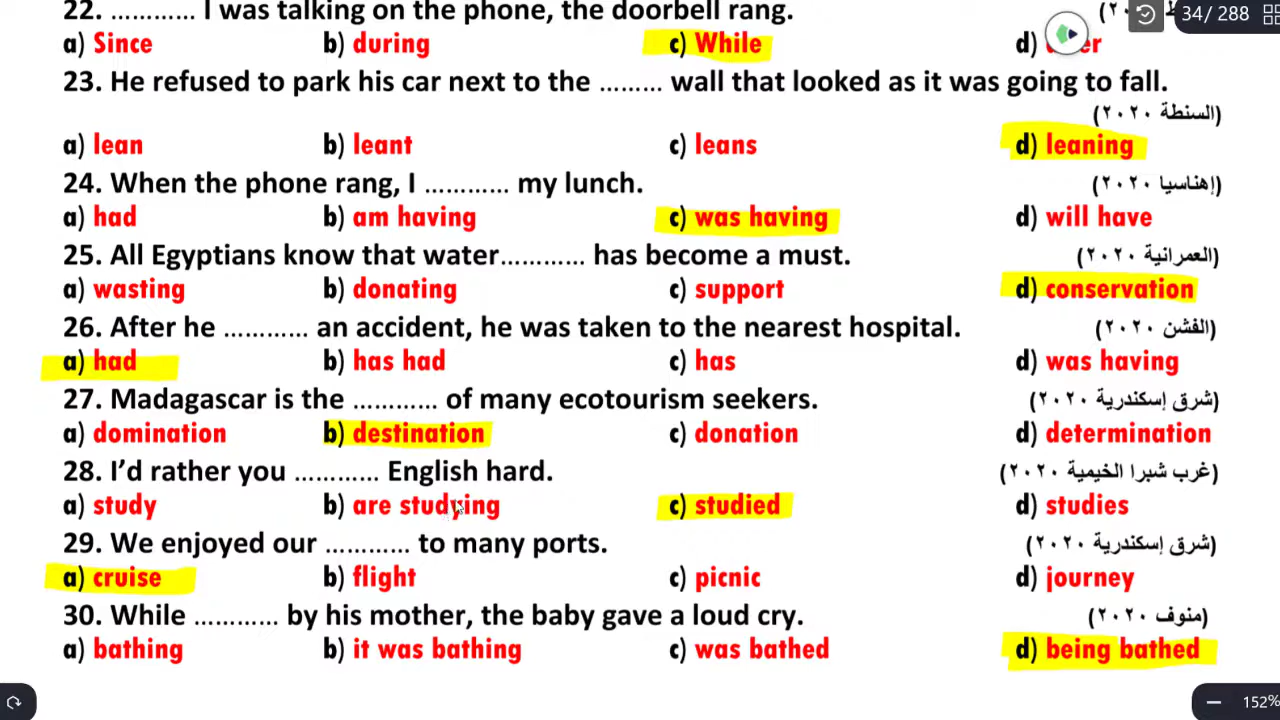 22. ………… I was talking on the phone, the doorbell rang.
34/ 288
a) Since b) during c) While d)
23. He refused to park his car next to the ……… wall that looked as it was going to fall.
(السنطة ٢٠٢٠)
a) lean b) leant c) leans d) leaning
24. When the phone rang, I ………… my lunch. (إهناسيا ٢٠٢٠)
a) had b) am having c) was having d) will have
25. All Egyptians know that water………… has become a must. (العمرانية ٢٠٢٠)
a) wasting b) donating c) support d) conservation
26. After he ………… an accident, he was taken to the nearest hospital. (الفشن ٢٠٢٠)
a) had b) has had c) has d) was having
27. Madagascar is the ………… of many ecotourism seekers. (شرق إسكندرية ٢٠٢٠)
a) domination b) destination c) donation d) determination
28. I’d rather you ………… English hard. (غرب شبرا الخيمية ٢٠٢٠)
a) study b) are studying c) studied d) studies
29. We enjoyed our ………… to many ports. (شرق إسكندرية ٢٠٢٠)
a) cruise b) flight c) picnic d) journey
30. While ………… by his mother, the baby gave a loud cry. (منوف ٢٠٢٠)
a) bathing b) it was bathing c) was bathed d) being bathed
152%